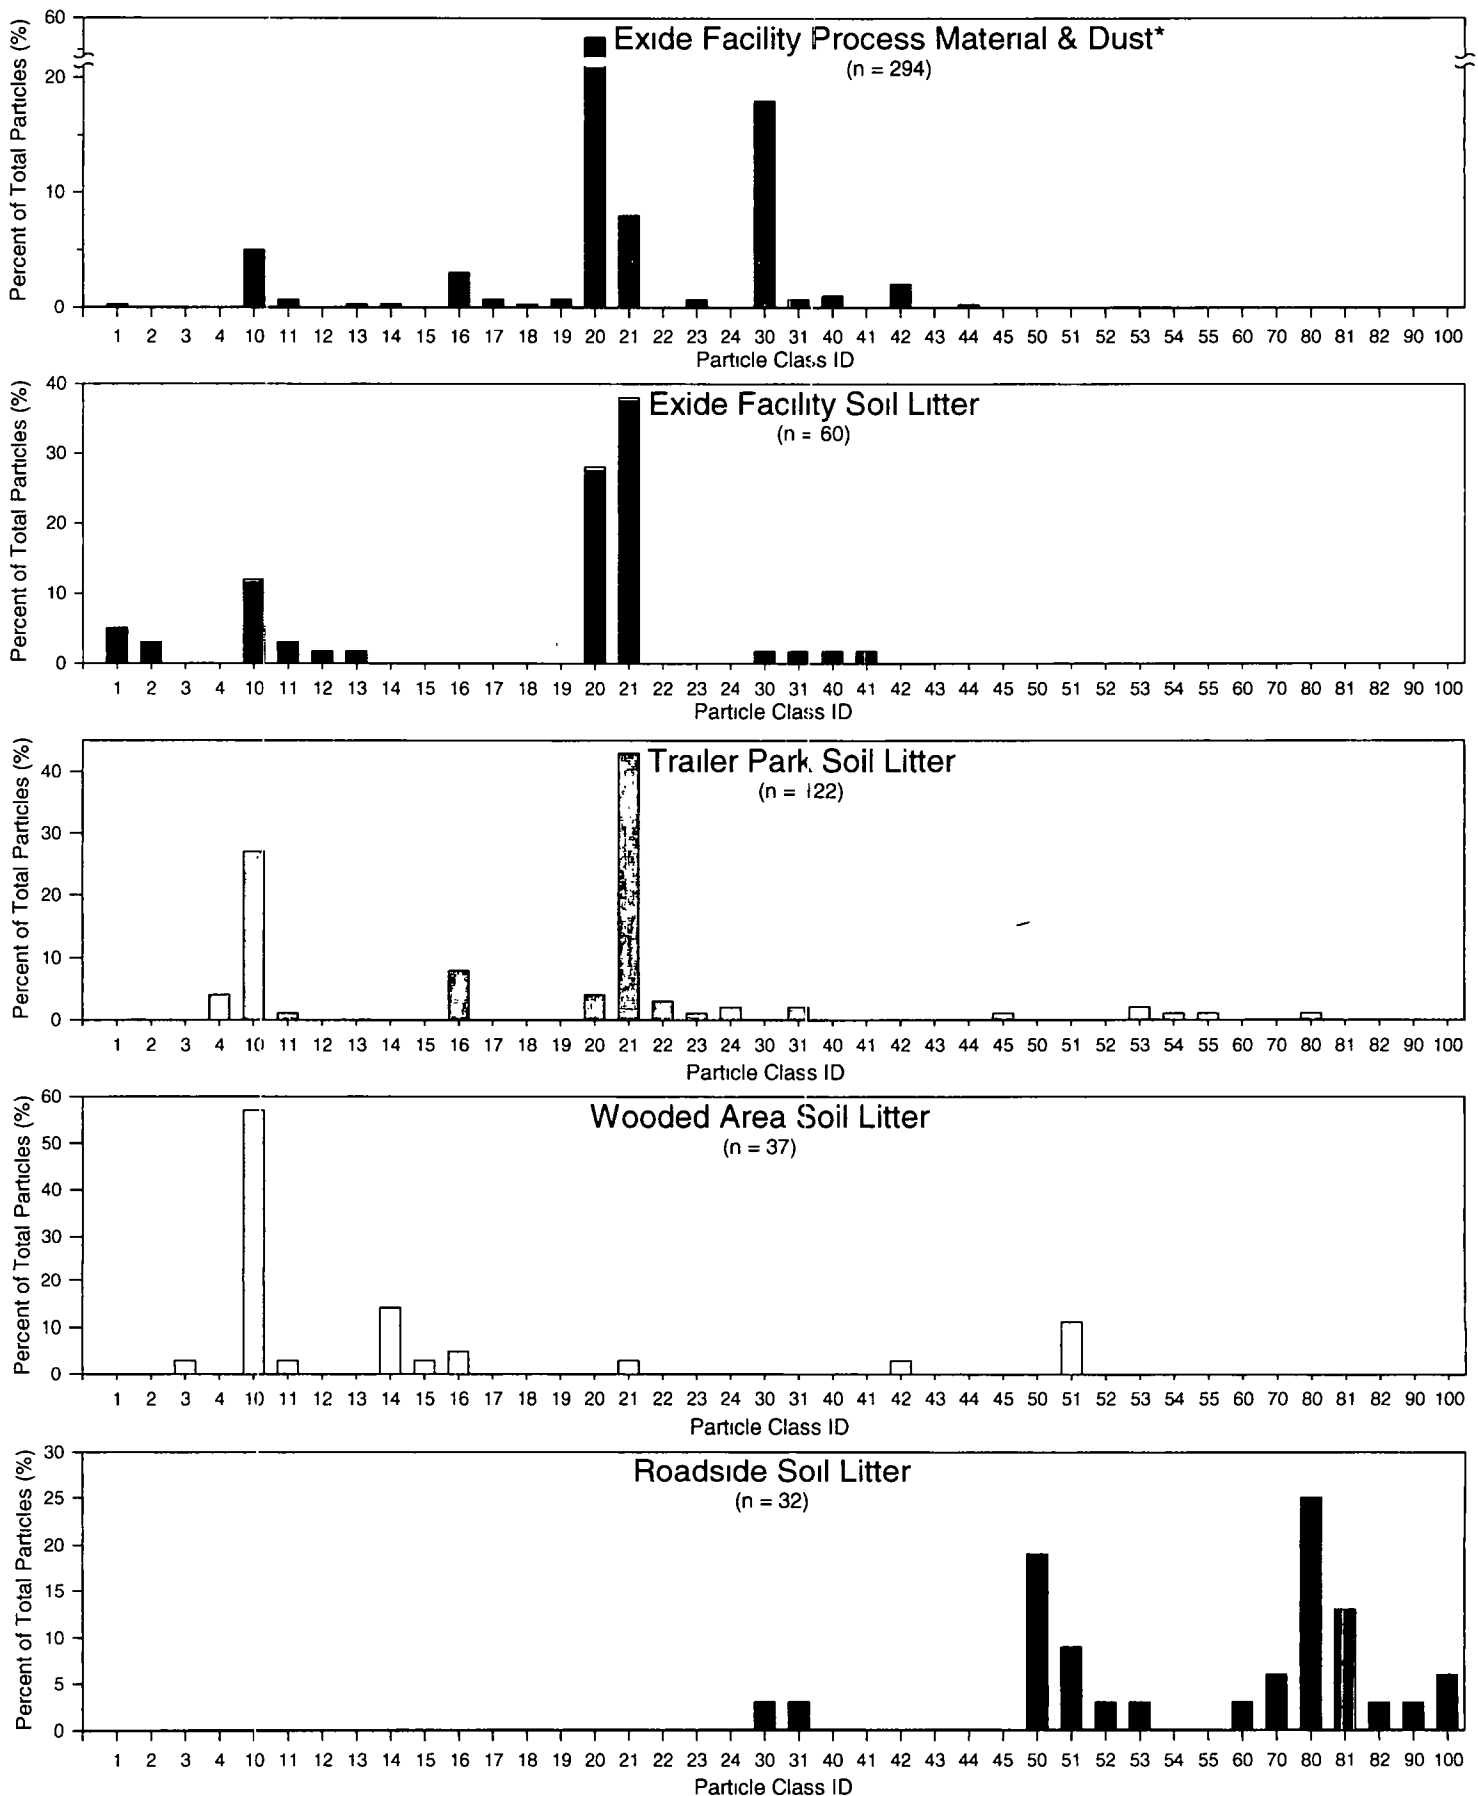 Exide Facility Process Material & Dust*
(n = 294)
Percent of Total Particles (%)
60
20
10
0
1 2 3 4 10 11 12 13 14 15 16 17 18 19 20 21 22 23 24 30 31 40 41 42 43 44 45 50 51 52 53 54 55 60 70 80 81 82 90 100
Particle Class ID
Exide Facility Soil Litter
(n = 60)
Percent of Total Particles (%)
40
30
20
10
0
1 2 3 4 10 11 12 13 14 15 16 17 18 19 20 21 22 23 24 30 31 40 41 42 43 44 45 50 51 52 53 54 55 60 70 80 81 82 90 100
Particle Class ID
Trailer Park Soil Litter
(n = 122)
Percent of Total Particles (%)
40
30
20
10
0
1 2 3 4 10 11 12 13 14 15 16 17 18 19 20 21 22 23 24 30 31 40 41 42 43 44 45 50 51 52 53 54 55 60 70 80 81 82 90 100
Particle Class ID
Wooded Area Soil Litter
(n = 37)
Percent of Total Particles (%)
60
50
40
30
20
10
0
1 2 3 4 10 11 12 13 14 15 16 17 18 19 20 21 22 23 24 30 31 40 41 42 43 44 45 50 51 52 53 54 55 60 70 80 81 82 90 100
Particle Class ID
Roadside Soil Litter
(n = 32)
Percent of Total Particles (%)
30
25
20
15
10
5
0
1 2 3 4 10 11 12 13 14 15 16 17 18 19 20 21 22 23 24 30 31 40 41 42 43 44 45 50 51 52 53 54 55 60 70 80 81 82 90 100
Particle Class ID